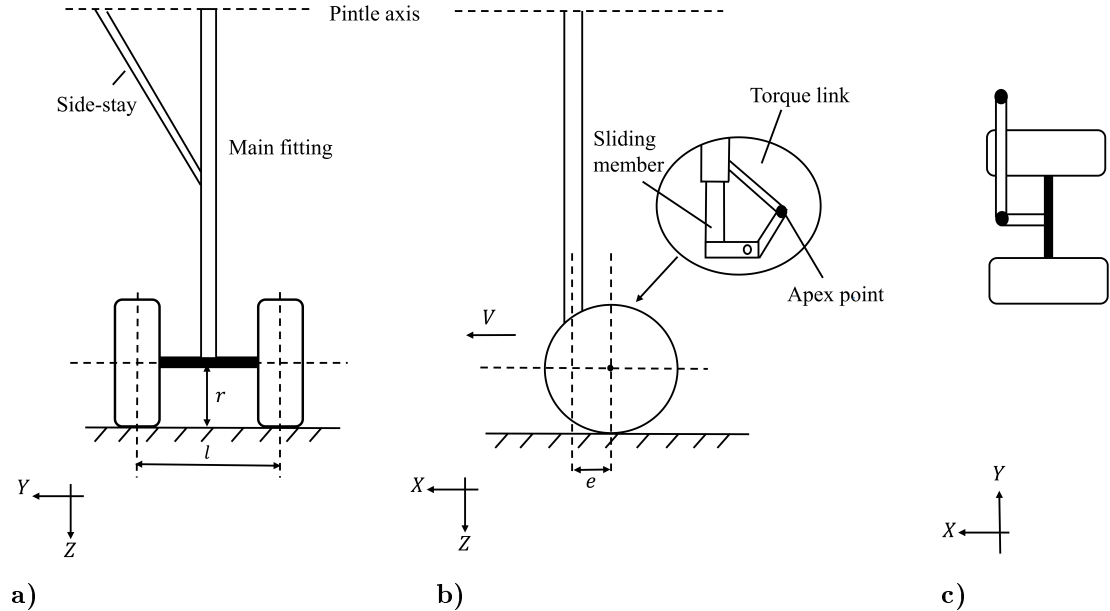 Pintle axis
Side-stay
Main fitting
r
l
Y
Z
a)
Torque link
Sliding
member
Apex point
V
e
X
Z
b)
Y
X
c)